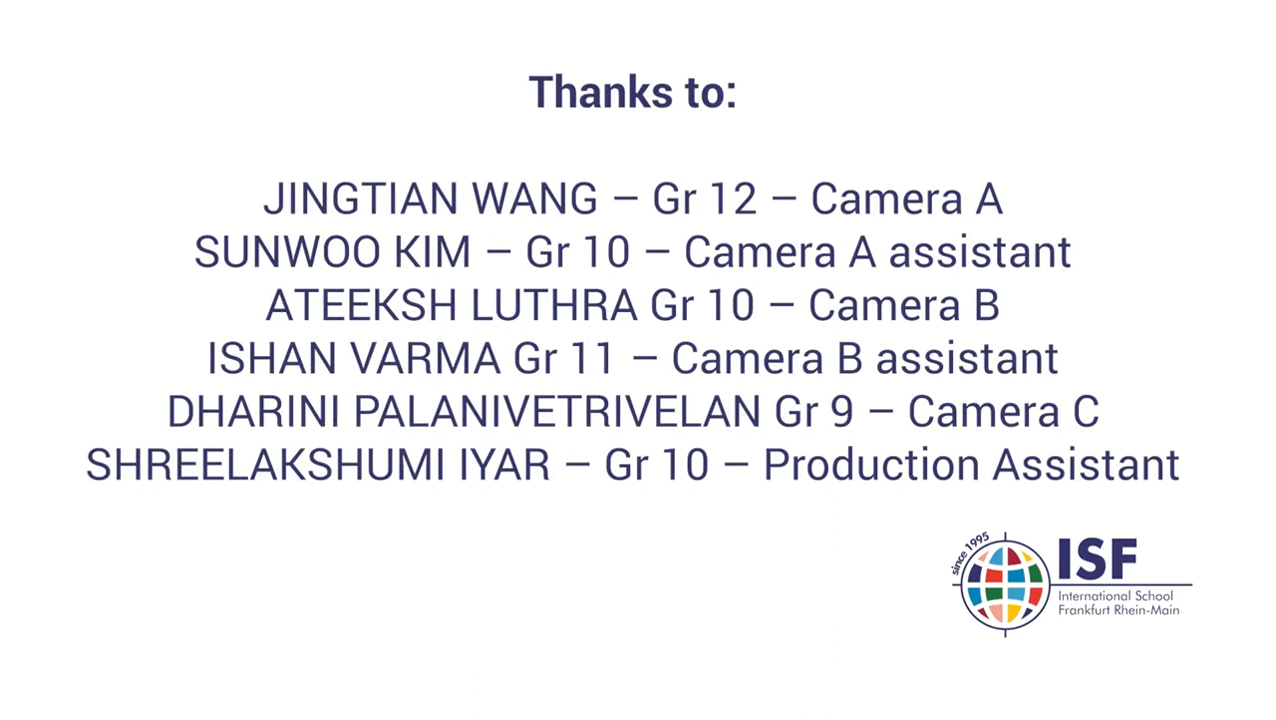 Thanks to:
JINGTIAN WANG – Gr 12 – Camera A
SUNWOO KIM – Gr 10 – Camera A assistant
ATEEKSH LUTHRA Gr 10 – Camera B
ISHAN VARMA Gr 11 – Camera B assistant
DHARINI PALANIVETRIVELAN Gr 9 – Camera C
SHREELAKSHUMI IYAR – Gr 10 – Production Assistant
since 1995
ISF
International School
Frankfurt Rhein-Main